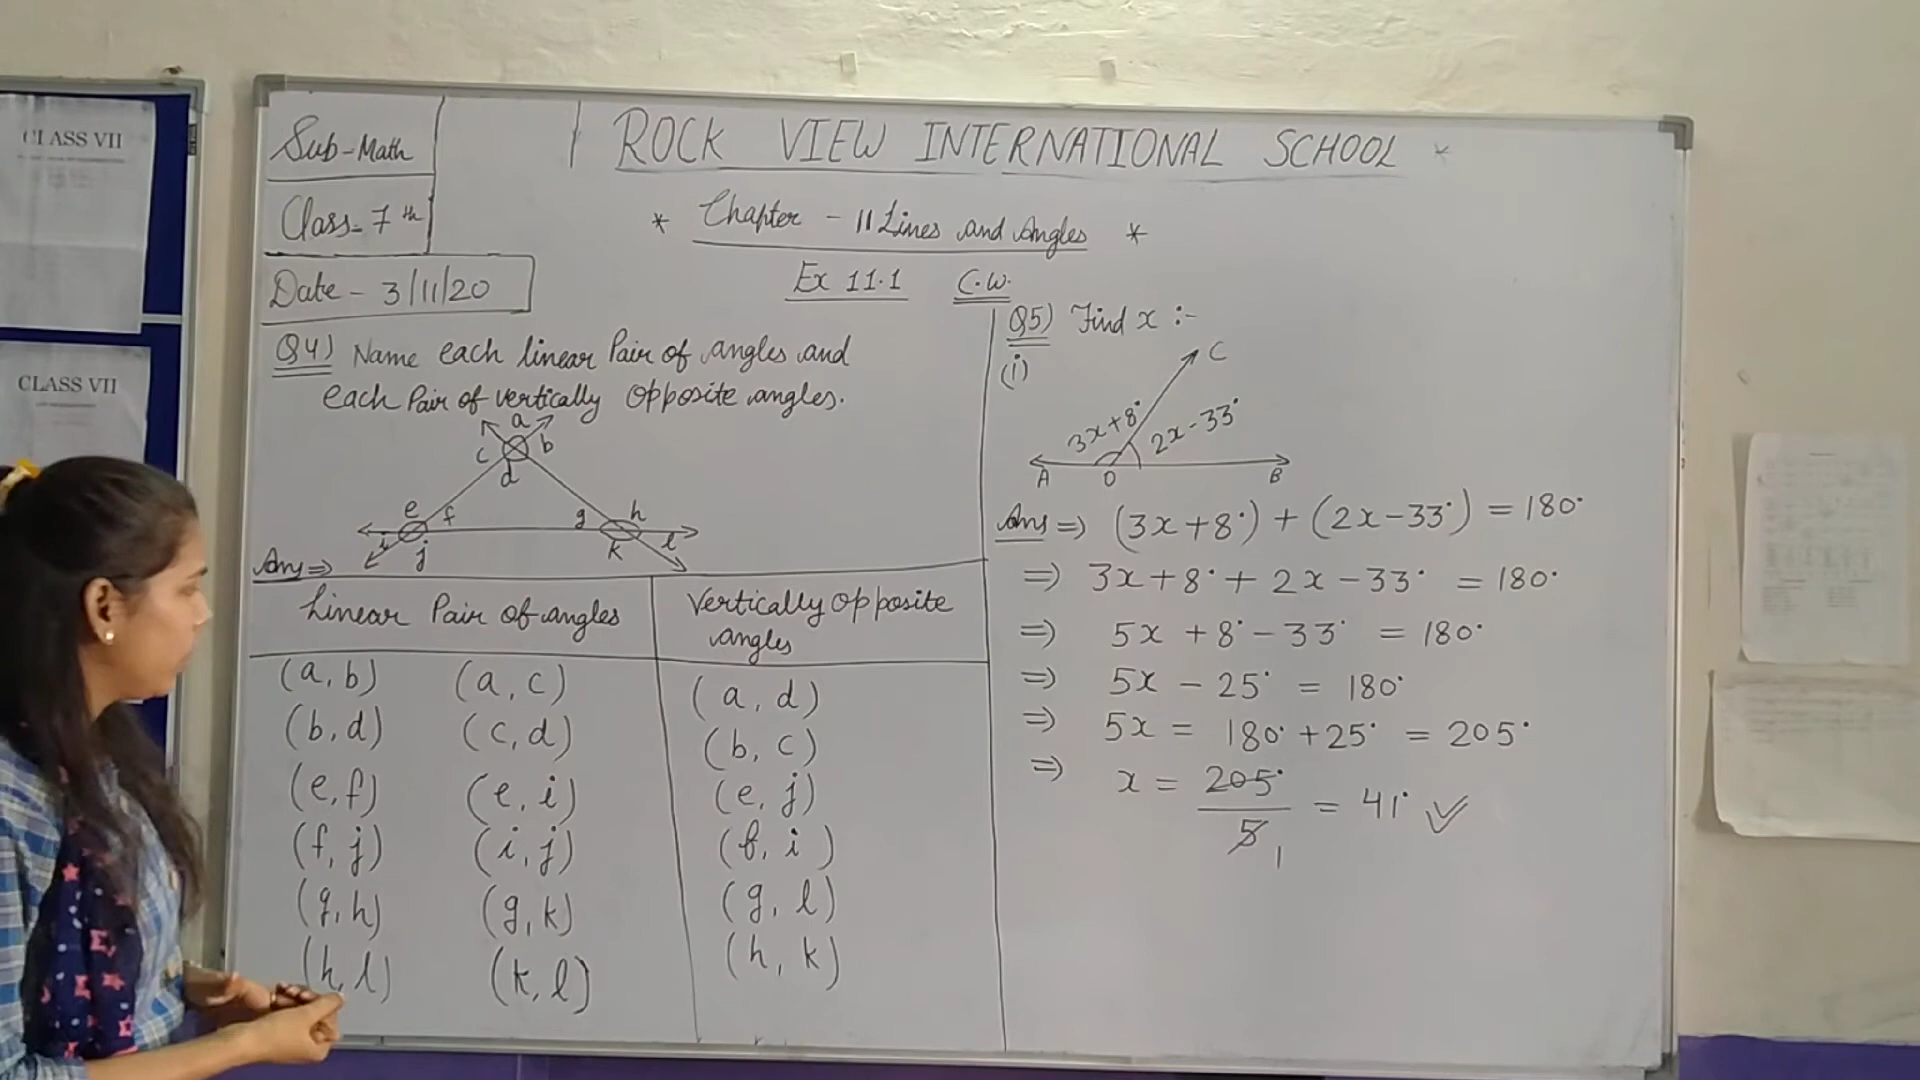 CLASS VII
CLASS VII
Sub-Math
Class-7th
Date - 3/11/20
ROCK VIEW INTERNATIONAL SCHOOL *
* Chapter - 11 Lines and Angles *
Ex 11.1 C.W.
Q4) Name each linear Pair of angles and
each Pair of vertically opposite angles.
a
c b
d
e f g h
i j k l
Ans ⇒
Linear Pair of angles
(a, b) (a, c)
(b, d) (c, d)
(e, f) (e, i)
(f, j) (i, j)
(g, h) (g, k)
(h, l) (k, l)
Vertically opposite
angles
(a, d)
(b, c)
(e, j)
(f, i)
(g, l)
(h, k)
Q5) Find x :-
(i)
C
3x+8° 2x-33°
A O B
Ans ⇒ (3x+8°) + (2x-33°) = 180°
⇒ 3x+8°+2x-33° = 180°
⇒ 5x +8°-33° = 180°
⇒ 5x - 25° = 180°
⇒ 5x = 180°+25° = 205°
⇒ x = 205°/5 1 = 41° ✓